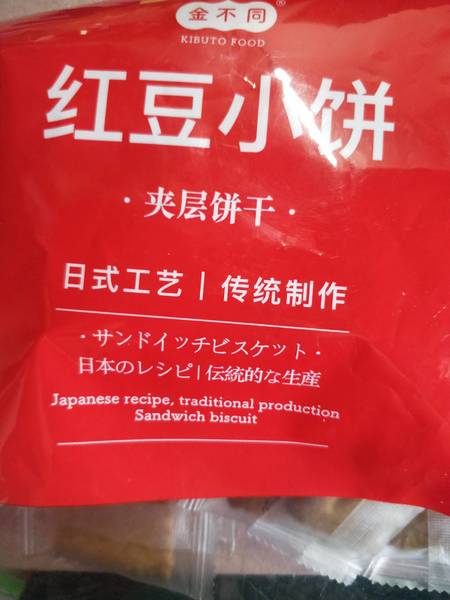 金不同®
KIBUTO FOOD
红豆小饼
·夹层饼干·
日式工艺|传统制作
·サンドイッチビスケット·
日本のレシピ|伝統的な生産
Japanese recipe, traditional production
Sandwich biscuit